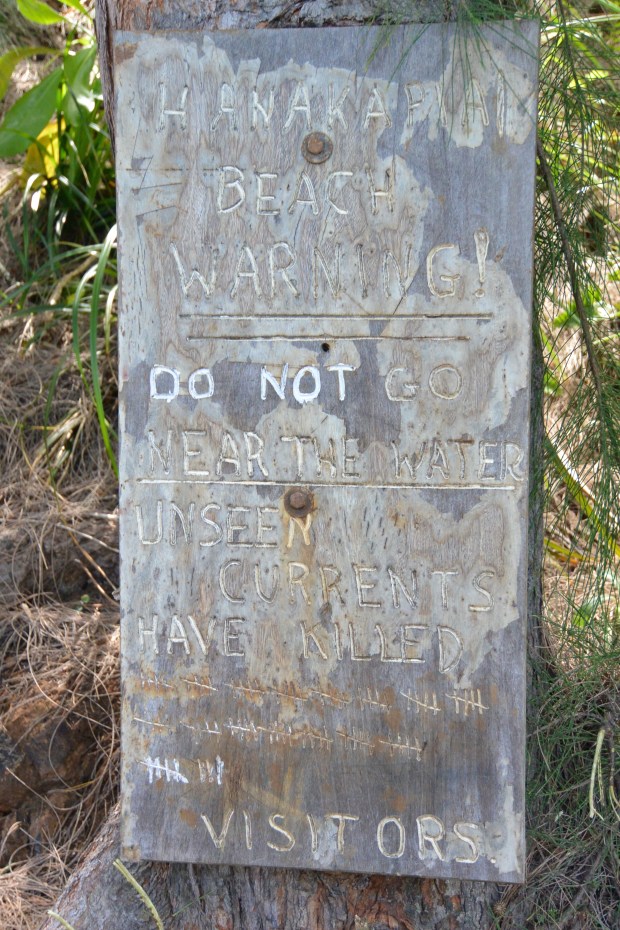 HANAKAPIAI
BEACH
WARNING!
DO NOT GO
NEAR THE WATER
UNSEEN
CURRENTS
HAVE KILLED
VISITORS.